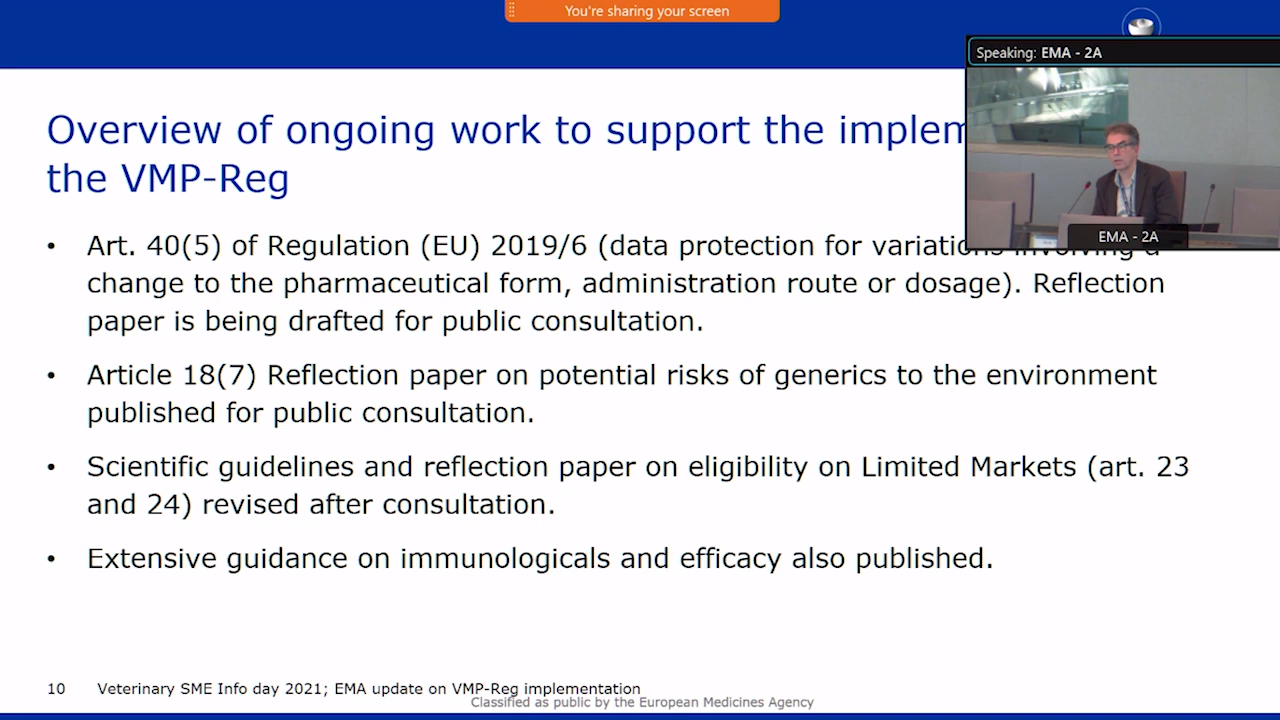 You're sharing your screen
Speaking: EMA - 2A
Overview of ongoing work to support the implem
the VMP-Reg
EMA - 2A
• Art. 40(5) of Regulation (EU) 2019/6 (data protection for variations involving a
change to the pharmaceutical form, administration route or dosage). Reflection
paper is being drafted for public consultation.
• Article 18(7) Reflection paper on potential risks of generics to the environment
published for public consultation.
• Scientific guidelines and reflection paper on eligibility on Limited Markets (art. 23
and 24) revised after consultation.
• Extensive guidance on immunologicals and efficacy also published.
10 Veterinary SME Info day 2021; EMA update on VMP-Reg implementation
Classified as public by the European Medicines Agency